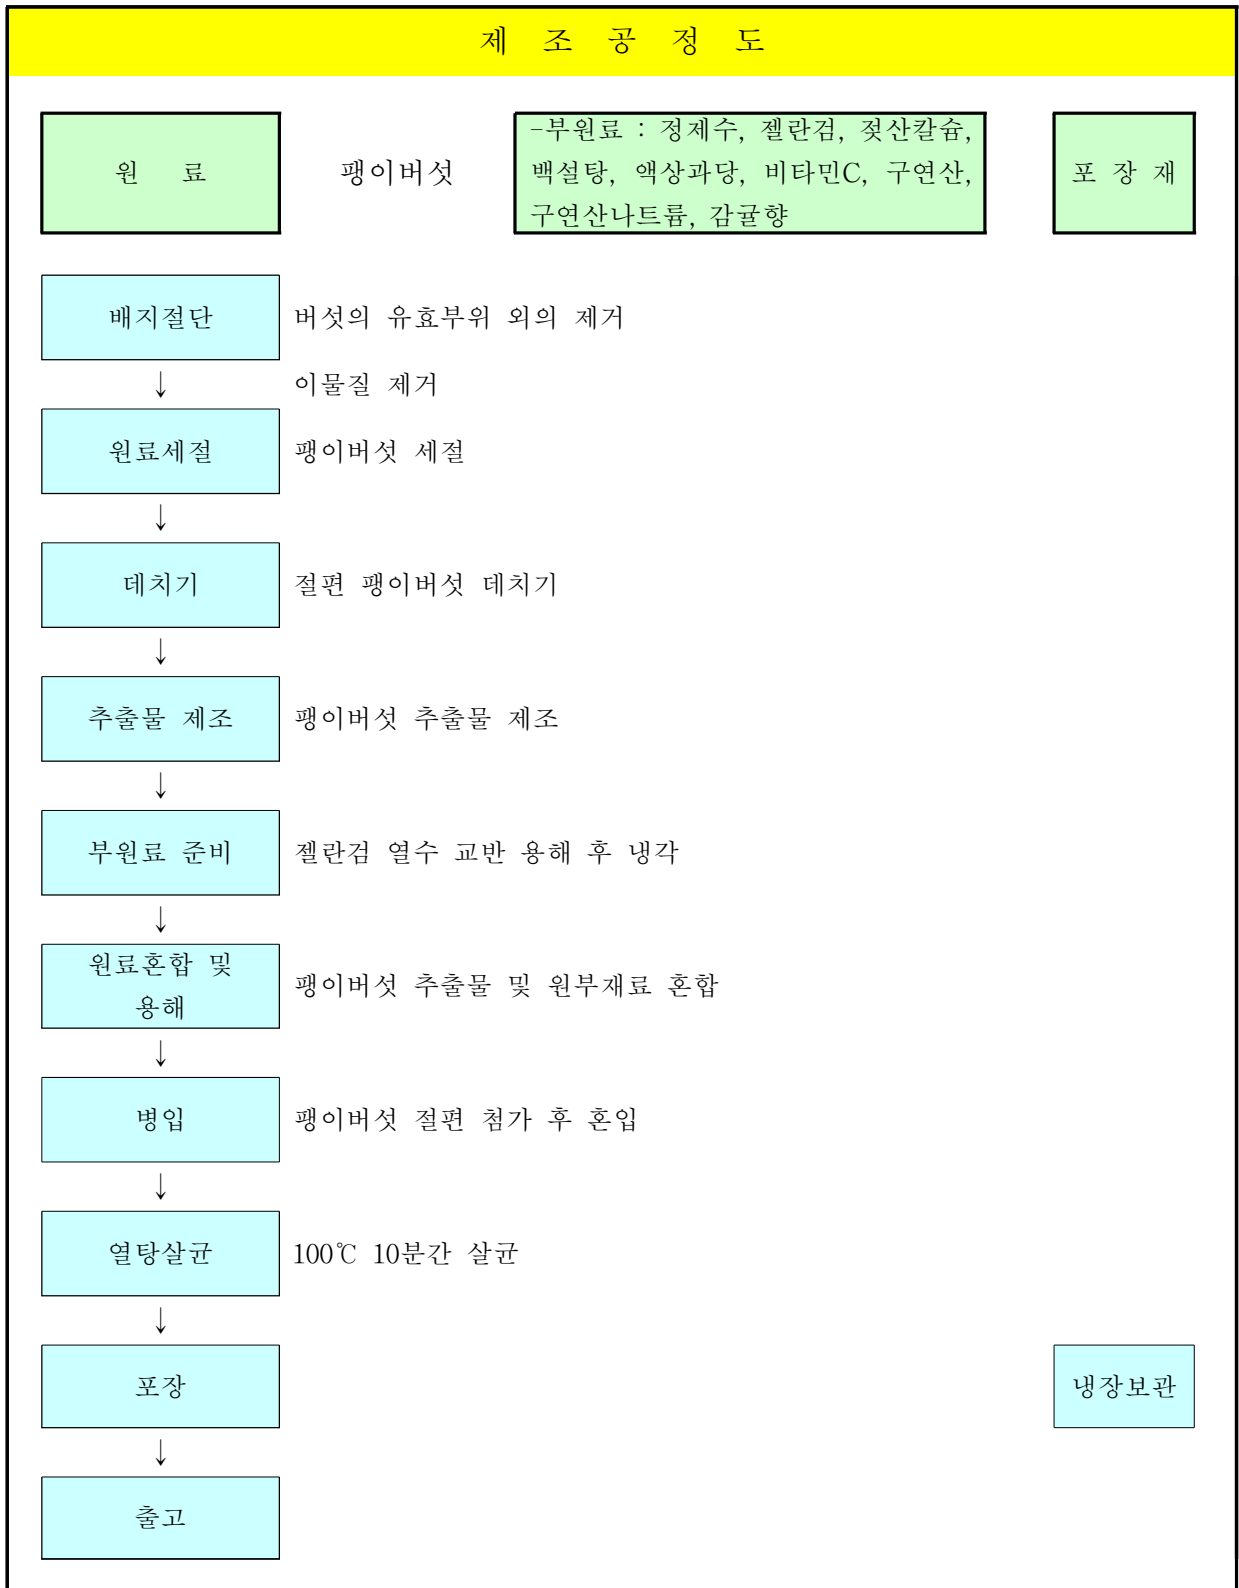 제 조 공 정 도
원 료
팽이버섯
-부원료 : 정제수, 젤란검, 젖산칼슘,
백설탕, 액상과당, 비타민C, 구연산,
구연산나트륨, 감귤향
포 장 재
배지절단
버섯의 유효부위 외의 제거
↓
이물질 제거
원료세절
팽이버섯 세절
↓
데치기
절편 팽이버섯 데치기
↓
추출물 제조
팽이버섯 추출물 제조
↓
부원료 준비
젤란검 열수 교반 용해 후 냉각
↓
원료혼합 및
용해
팽이버섯 추출물 및 원부재료 혼합
↓
병입
팽이버섯 절편 첨가 후 혼입
↓
열탕살균
100℃ 10분간 살균
↓
포장
냉장보관
↓
출고